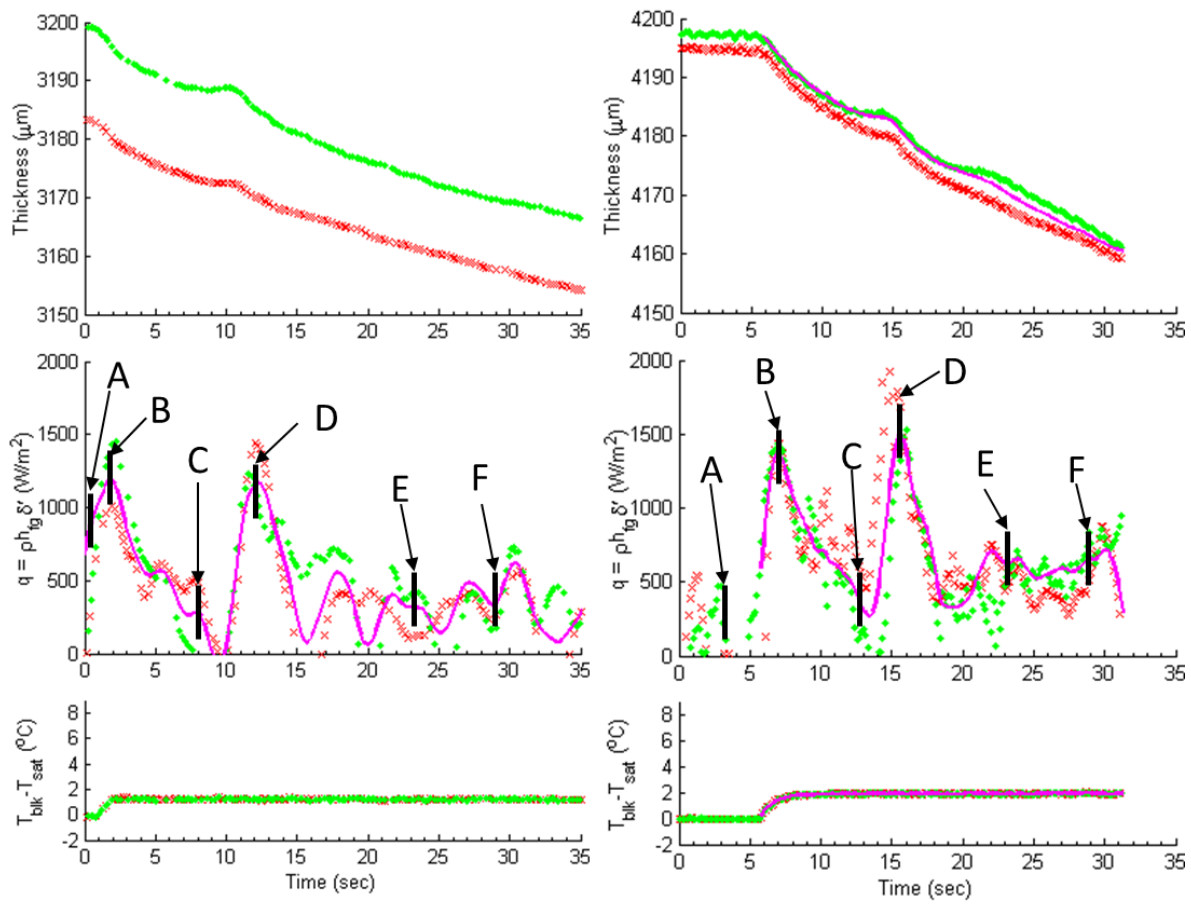 3200
3190
3180
3170
3160
3150
Thickness (μm)
0 5 10 15 20 25 30 35
4200
4190
4180
4170
4160
4150
Thickness (μm)
0 5 10 15 20 25 30 35
2000
1500
1000
500
0
q = ρh_fg δ′ (W/m²)
A
B
C
D
E
F
0 5 10 15 20 25 30 35
2000
1500
1000
500
0
q = ρh_fg δ′ (W/m²)
A
B
C
D
E
F
0 5 10 15 20 25 30 35
8
6
4
2
0
-2
T_blk-T_sat (ºC)
0 5 10 15 20 25 30 35
Time (sec)
8
6
4
2
0
-2
T_blk-T_sat (ºC)
0 5 10 15 20 25 30 35
Time (sec)